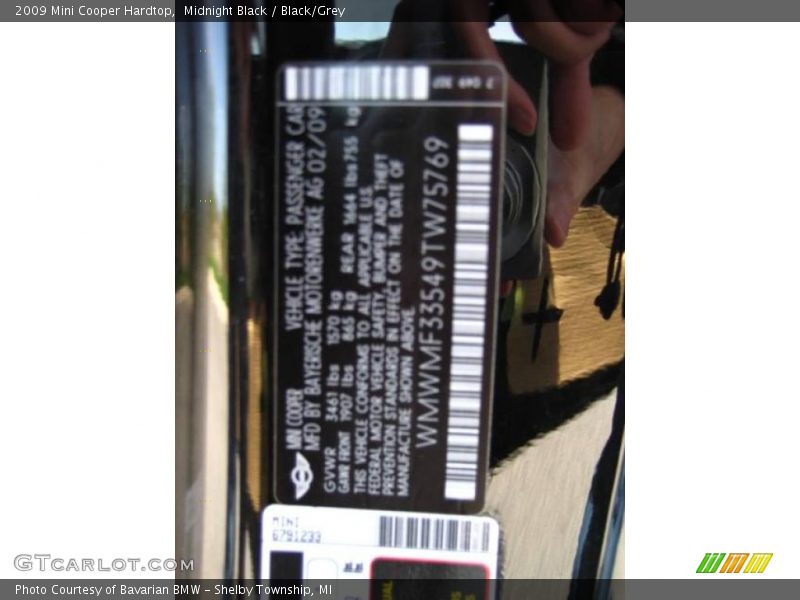 2009 Mini Cooper Hardtop, Midnight Black / Black/Grey
MINI COOPER VEHICLE TYPE: PASSENGER CAR
MFD BY BAYERISCHE MOTORENWERKE AG 02/09
GVWR 3461 lbs 1570 kg
GAWR FRONT 1907 lbs 865 kg REAR 1664 lbs 755 kg
THIS VEHICLE CONFORMS TO ALL APPLICABLE U.S.
FEDERAL MOTOR VEHICLE SAFETY, BUMPER AND THEFT
PREVENTION STANDARDS IN EFFECT ON THE DATE OF
MANUFACTURE SHOWN ABOVE.
WMWMF33549TW75769
MINI
6791233
GTCARLOT.COM
Photo Courtesy of Bavarian BMW – Shelby Township, MI